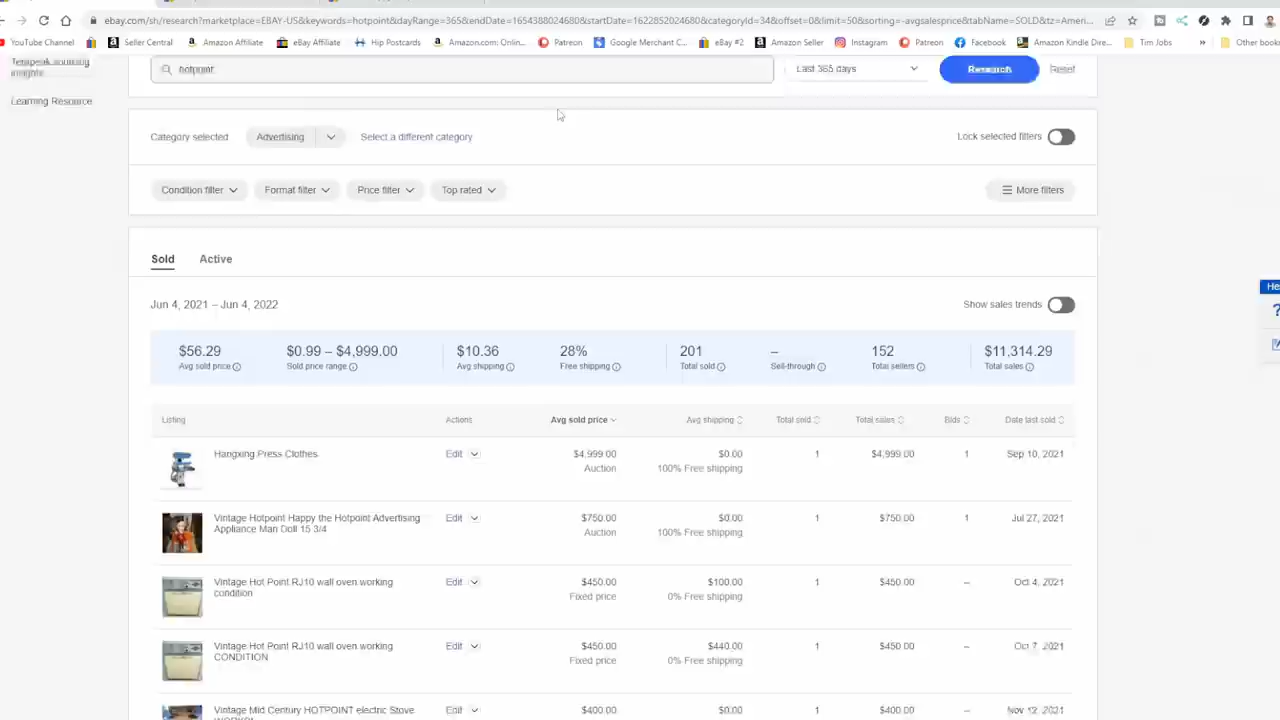 ebay.com/sh/research?marketplace=EBAY-US&keywords=hotpoint&dayRange=365&endDate=1654388024680&startDate=1622852024680&categoryId=34&offset=0&limit=50&sorting=-avgsalesprice&tabName=SOLD&tz=Ameri...
YouTube Channel Seller Central Amazon Affiliate eBay Affiliate Hip Postcards Amazon.com: Onlin... Patreon Google Merchant C... eBay #2 Amazon Seller Instagram Patreon Facebook Amazon Kindle Dire... Tim Jobs » Other book
insights
Learning Resource
hotpoint Last 365 days Research Reset
Category selected Advertising Select a different category Lock selected filters
Condition filter Format filter Price filter Top rated More filters
Sold Active
Jun 4, 2021 – Jun 4, 2022 Show sales trends
$56.29 $0.99 – $4,999.00 $10.36 28% 201 – 152 $11,314.29
Avg sold price Sold price range Avg shipping Free shipping Total sold Sell-through Total sellers Total sales
He
Listing Actions Avg sold price Avg shipping Total sold Total sales Bids Date last sold
Hangxing Press Clothes Edit $4,999.00 $0.00 1 $4,999.00 1 Sep 10, 2021
Auction 100% Free shipping
Vintage Hotpoint Happy the Hotpoint Advertising Edit $750.00 $0.00 1 $750.00 1 Jul 27, 2021
Appliance Man Doll 15 3/4 Auction 100% Free shipping
Vintage Hot Point RJ10 wall oven working Edit $450.00 $100.00 1 $450.00 – Oct 4, 2021
condition Fixed price 0% Free shipping
Vintage Hot Point RJ10 wall oven working Edit $450.00 $440.00 1 $450.00 – Oct 7, 2021
CONDITION Fixed price 0% Free shipping
Vintage Mid Century HOTPOINT electric Stove Edit $400.00 $0.00 1 $400.00 – Nov 12, 2021